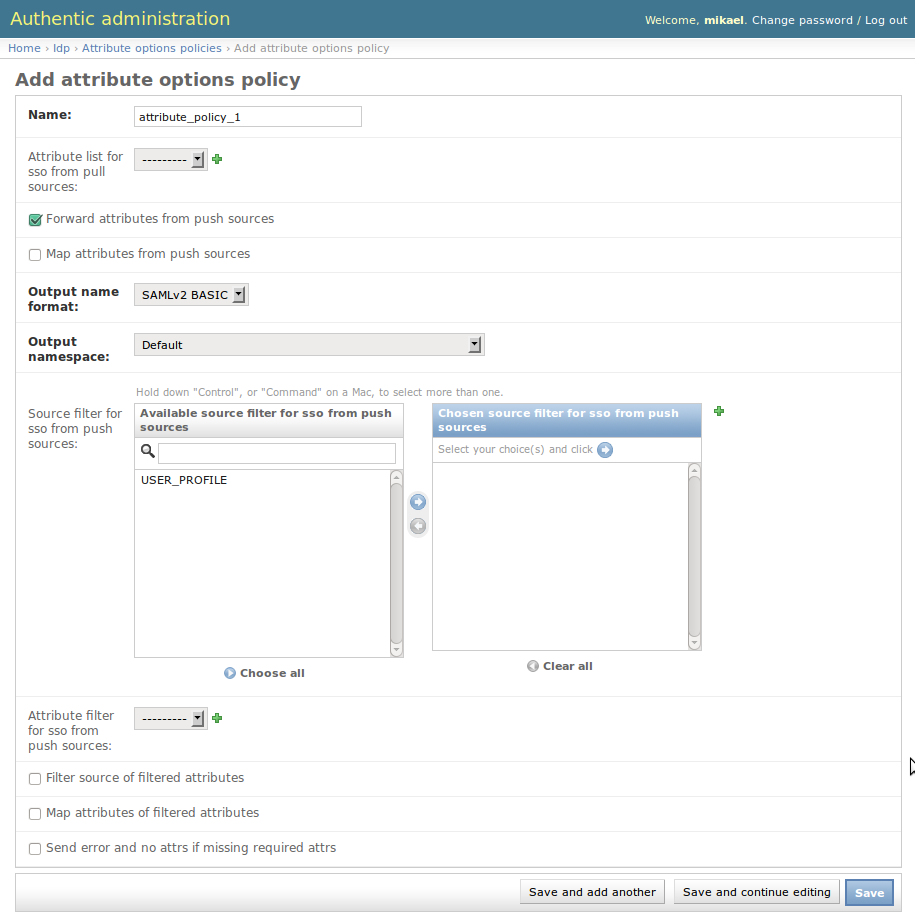 Authentic administration
Welcome, mikael. Change password / Log out
Home › Idp › Attribute options policies › Add attribute options policy
Add attribute options policy
Name:
attribute_policy_1
Attribute list for
sso from pull
sources:
---------
Forward attributes from push sources
Map attributes from push sources
Output name
format:
SAMLv2 BASIC
Output
namespace:
Default
Hold down "Control", or "Command" on a Mac, to select more than one.
Source filter for
sso from push
sources:
Available source filter for sso from push
sources
USER_PROFILE
Choose all
Chosen source filter for sso from push
sources
Select your choice(s) and click
Clear all
Attribute filter
for sso from
push sources:
---------
Filter source of filtered attributes
Map attributes of filtered attributes
Send error and no attrs if missing required attrs
Save and add another
Save and continue editing
Save